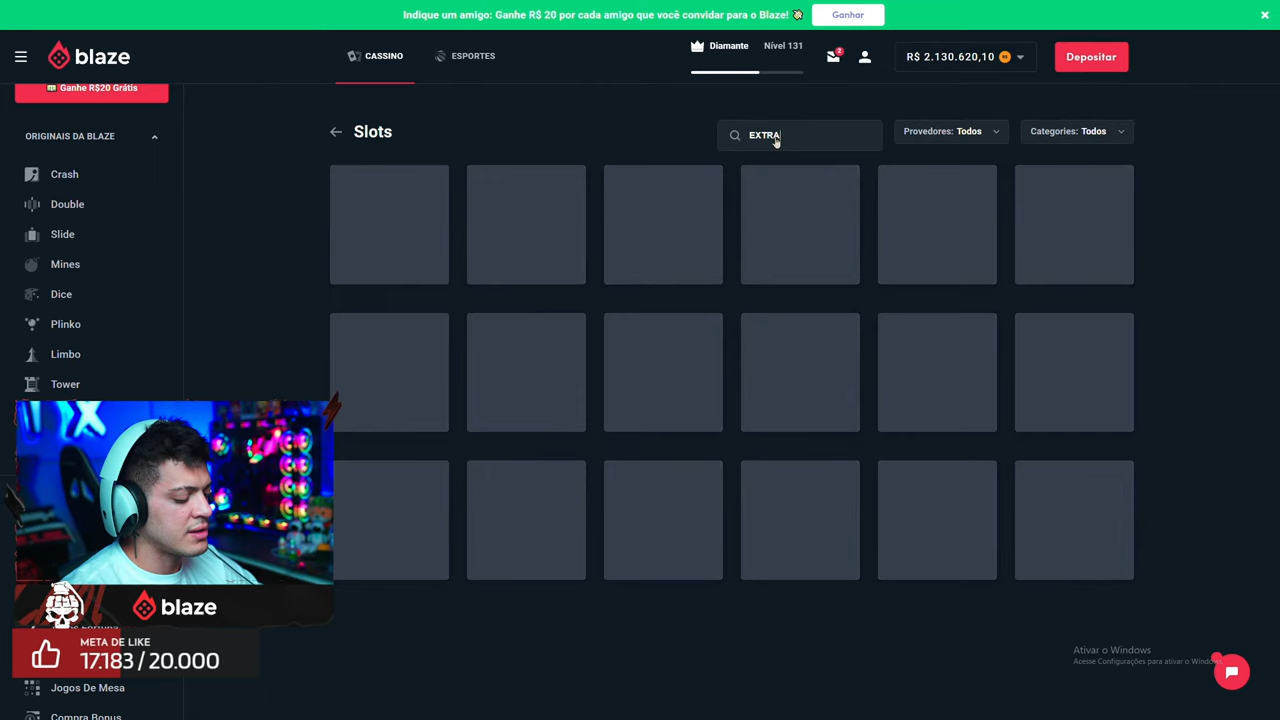 Indique um amigo: Ganhe R$ 20 por cada amigo que você convidar para o Blaze!
Ganhar
blaze
CASSINO
ESPORTES
Diamante
Nível 131
2
R$ 2.130.620,10
R$
Depositar
Ganhe R$20 Grátis
ORIGINAIS DA BLAZE
Slots
EXTRA
Provedores: Todos
Categories: Todos
Crash
Double
Slide
Mines
Dice
Plinko
Limbo
Tower
blaze
META DE LIKE
17.183 / 20.000
Jogos De Mesa
Compra Bonus
Ativar o Windows
Acesse Configurações para ativar o Windows.